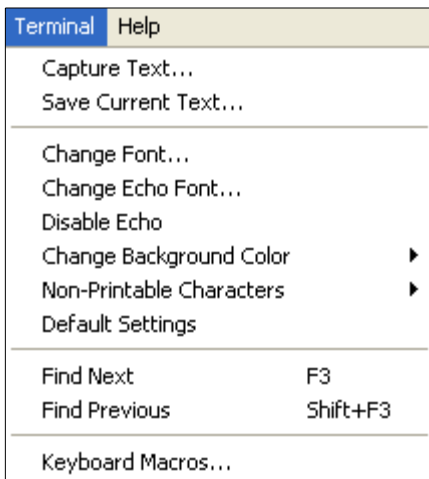 Terminal Help
Capture Text...
Save Current Text...
Change Font...
Change Echo Font...
Disable Echo
Change Background Color
Non-Printable Characters
Default Settings
Find Next F3
Find Previous Shift+F3
Keyboard Macros...